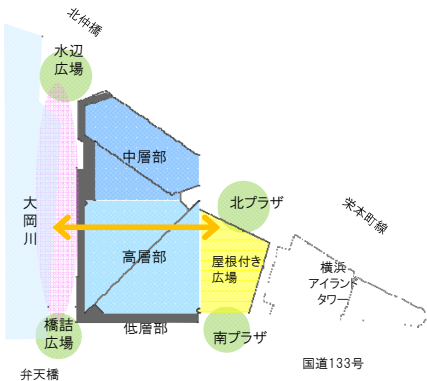 北仲橋
水辺
広場
中層部
大岡川
北プラザ
栄本町線
高層部
屋根付き
広場
横浜
アイランド
タワー
橋詰
広場
低層部
南プラザ
国道133号
弁天橋